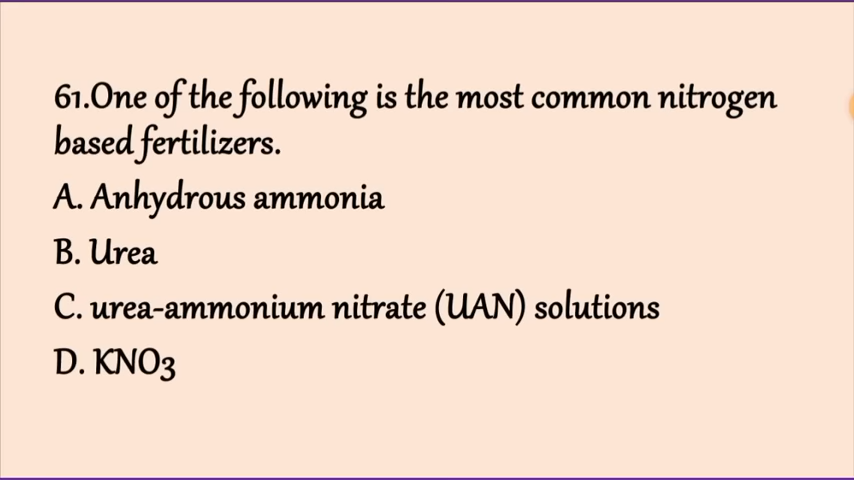 61.One of the following is the most common nitrogen
based fertilizers.
A. Anhydrous ammonia
B. Urea
C. urea-ammonium nitrate (UAN) solutions
D. KNO3